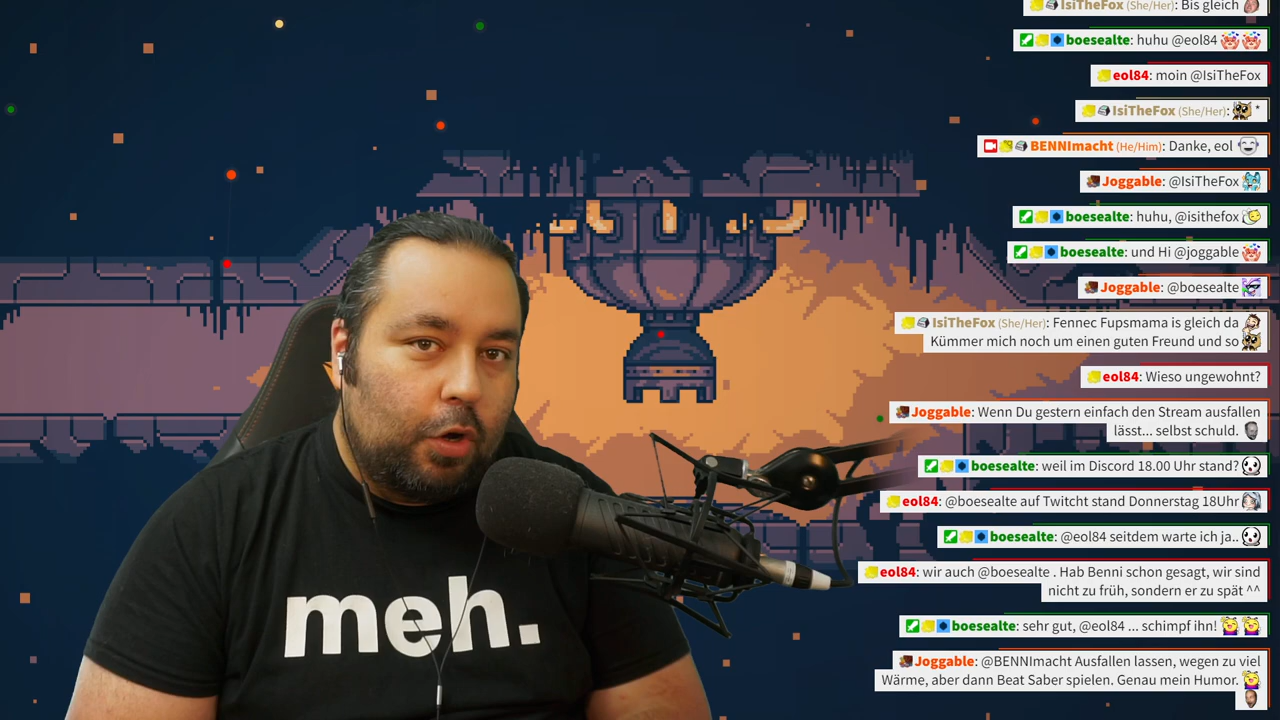 IsiTheFox (She/Her): Bis gleich
boesealte: huhu @eol84
eol84: moin @IsiTheFox
IsiTheFox (She/Her): *
BENNImacht (He/Him): Danke, eol
Joggable: @IsiTheFox
boesealte: huhu, @isithefox
boesealte: und Hi @joggable
Joggable: @boesealte
IsiTheFox (She/Her): Fennec Fupsmama is gleich da
Kümmer mich noch um einen guten Freund und so
eol84: Wieso ungewohnt?
Joggable: Wenn Du gestern einfach den Stream ausfallen
lässt... selbst schuld.
boesealte: weil im Discord 18.00 Uhr stand?
eol84: @boesealte auf Twitcht stand Donnerstag 18Uhr
boesealte: @eol84 seitdem warte ich ja..
eol84: wir auch @boesealte . Hab Benni schon gesagt, wir sind
nicht zu früh, sondern er zu spät ^^
boesealte: sehr gut, @eol84 ... schimpf ihn!
Joggable: @BENNImacht Ausfallen lassen, wegen zu viel
Wärme, aber dann Beat Saber spielen. Genau mein Humor.
meh.